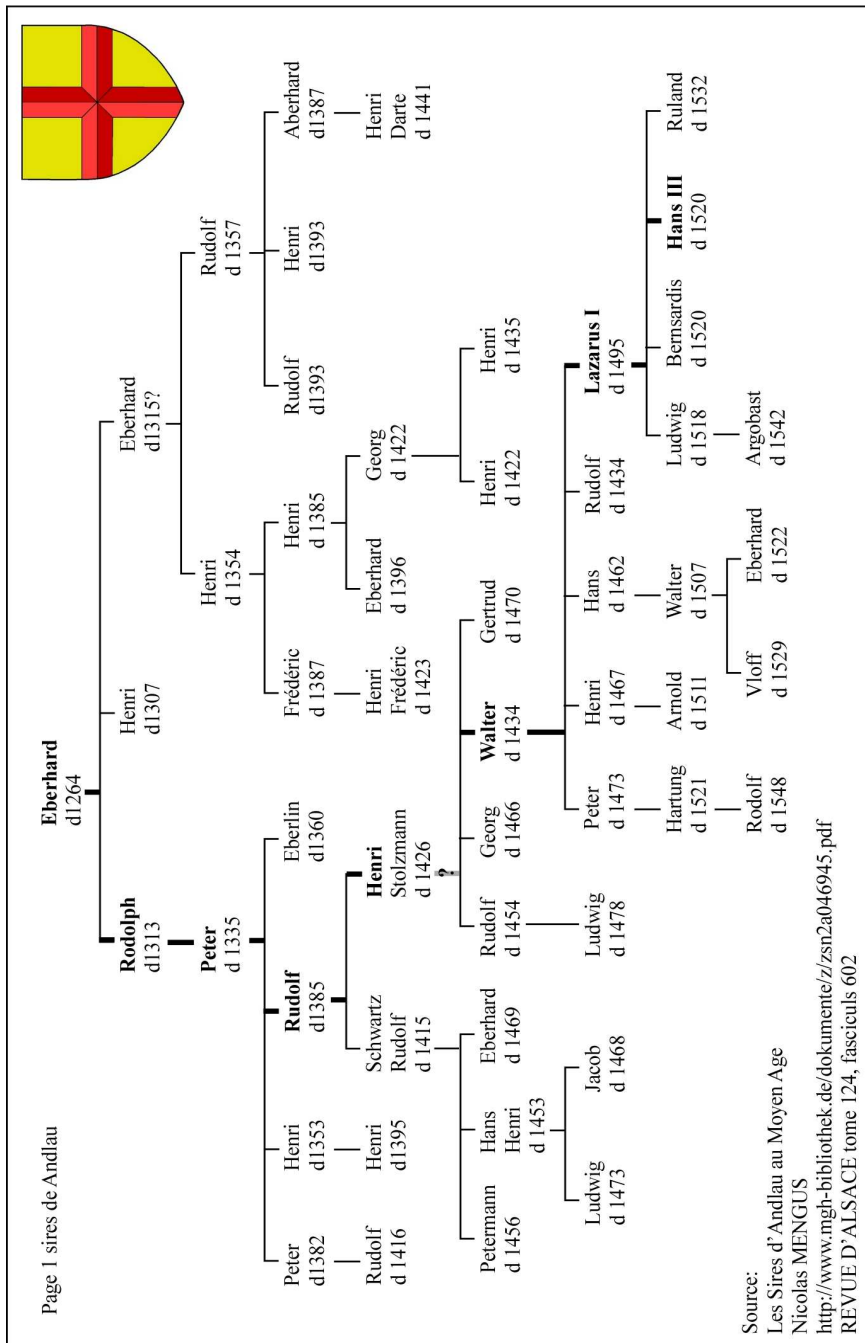 Page 1 sires de Andlau
Eberhard
d1264
Rodolph
d1313
Henri
d1307
Eberhard
d1315?
Peter
d 1335
Henri
d 1354
Rudolf
d 1357
Peter
d1382
Henri
d1353
Rudolf
d1385
Eberlin
d1360
Frédéric
d1387
Henri
d 1385
Rudolf
d1393
Henri
d1393
Aberhard
d1387
Rudolf
d 1416
Henri
d1395
Schwartz
Rudolf
d 1415
Henri
Stolzmann
d 1426
Henri
Frédéric
d 1423
Eberhard
d 1396
Georg
d 1422
Henri
Darte
d 1441
?
Petermann
d 1456
Hans
Henri
d 1453
Eberhard
d 1469
Rudolf
d 1454
Georg
d 1466
Walter
d 1434
Gertrud
d 1470
Henri
d 1422
Henri
d 1435
Ludwig
d 1473
Jacob
d 1468
Ludwig
d 1478
Peter
d 1473
Henri
d 1467
Hans
d 1462
Rudolf
d 1434
Lazarus I
d 1495
Hartung
d 1521
Arnold
d 1511
Walter
d 1507
Ludwig
d 1518
Bernsardis
d 1520
Hans III
d 1520
Ruland
d 1532
Rodolf
d 1548
Vloff
d 1529
Eberhard
d 1522
Argobast
d 1542
Source:
Les Sires d'Andlau au Moyen Age
Nicolas MENGUS
http://www.mgh-bibliothek.de/dokumente/z/zsn2a046945.pdf
REVUE D'ALSACE tome 124, fasciculs 602